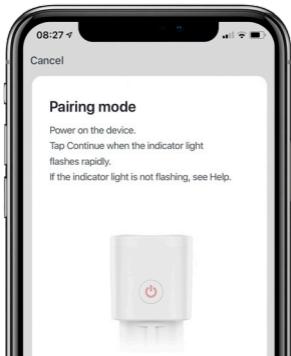 08:27
Cancel
Pairing mode
Power on the device.
Tap Continue when the indicator light
flashes rapidly.
If the indicator light is not flashing, see Help.